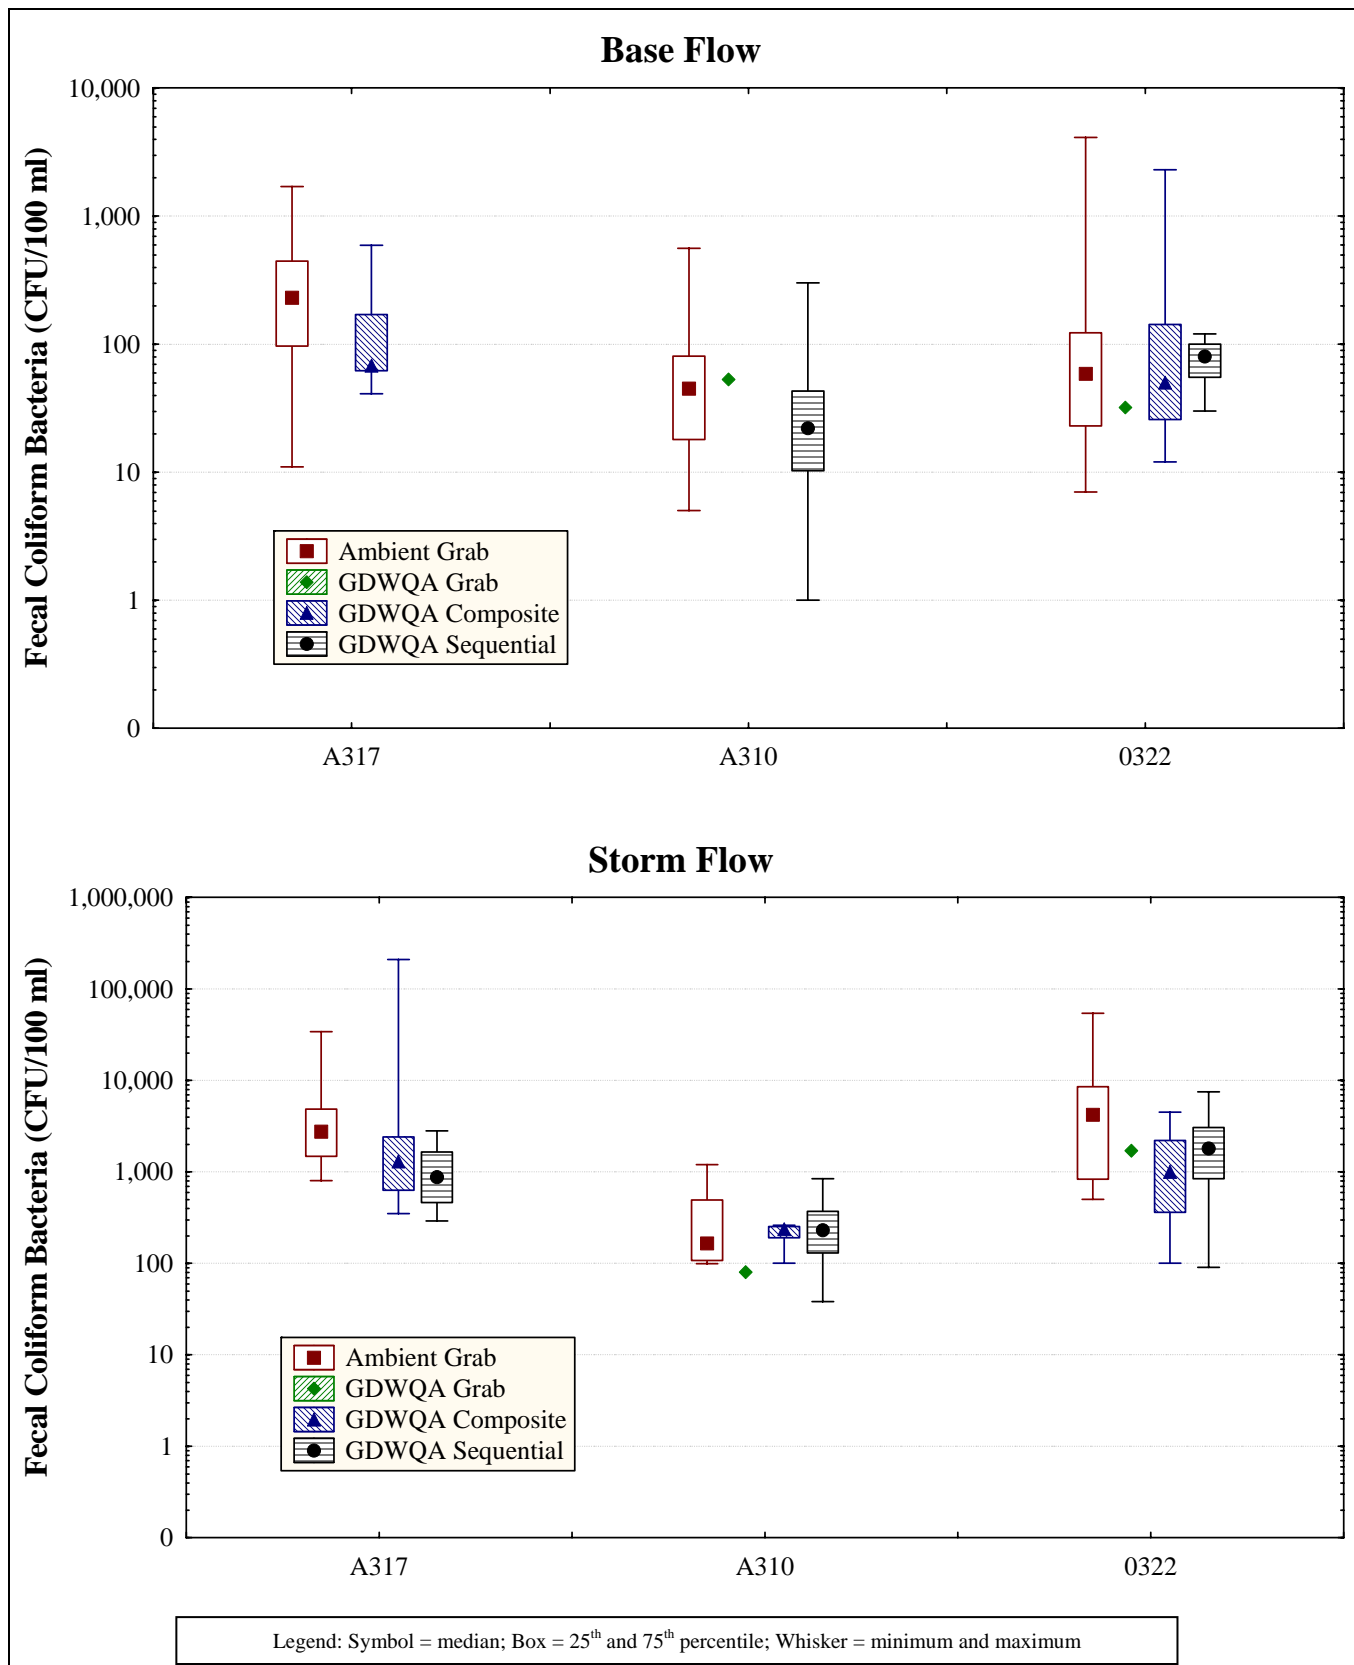 Base Flow
Fecal Coliform Bacteria (CFU/100 ml)
10,000
1,000
100
10
1
0
Ambient Grab
GDWQA Grab
GDWQA Composite
GDWQA Sequential
A317 A310 0322
Storm Flow
Fecal Coliform Bacteria (CFU/100 ml)
1,000,000
100,000
10,000
1,000
100
10
1
0
Ambient Grab
GDWQA Grab
GDWQA Composite
GDWQA Sequential
A317 A310 0322
Legend: Symbol = median; Box = 25th and 75th percentile; Whisker = minimum and maximum